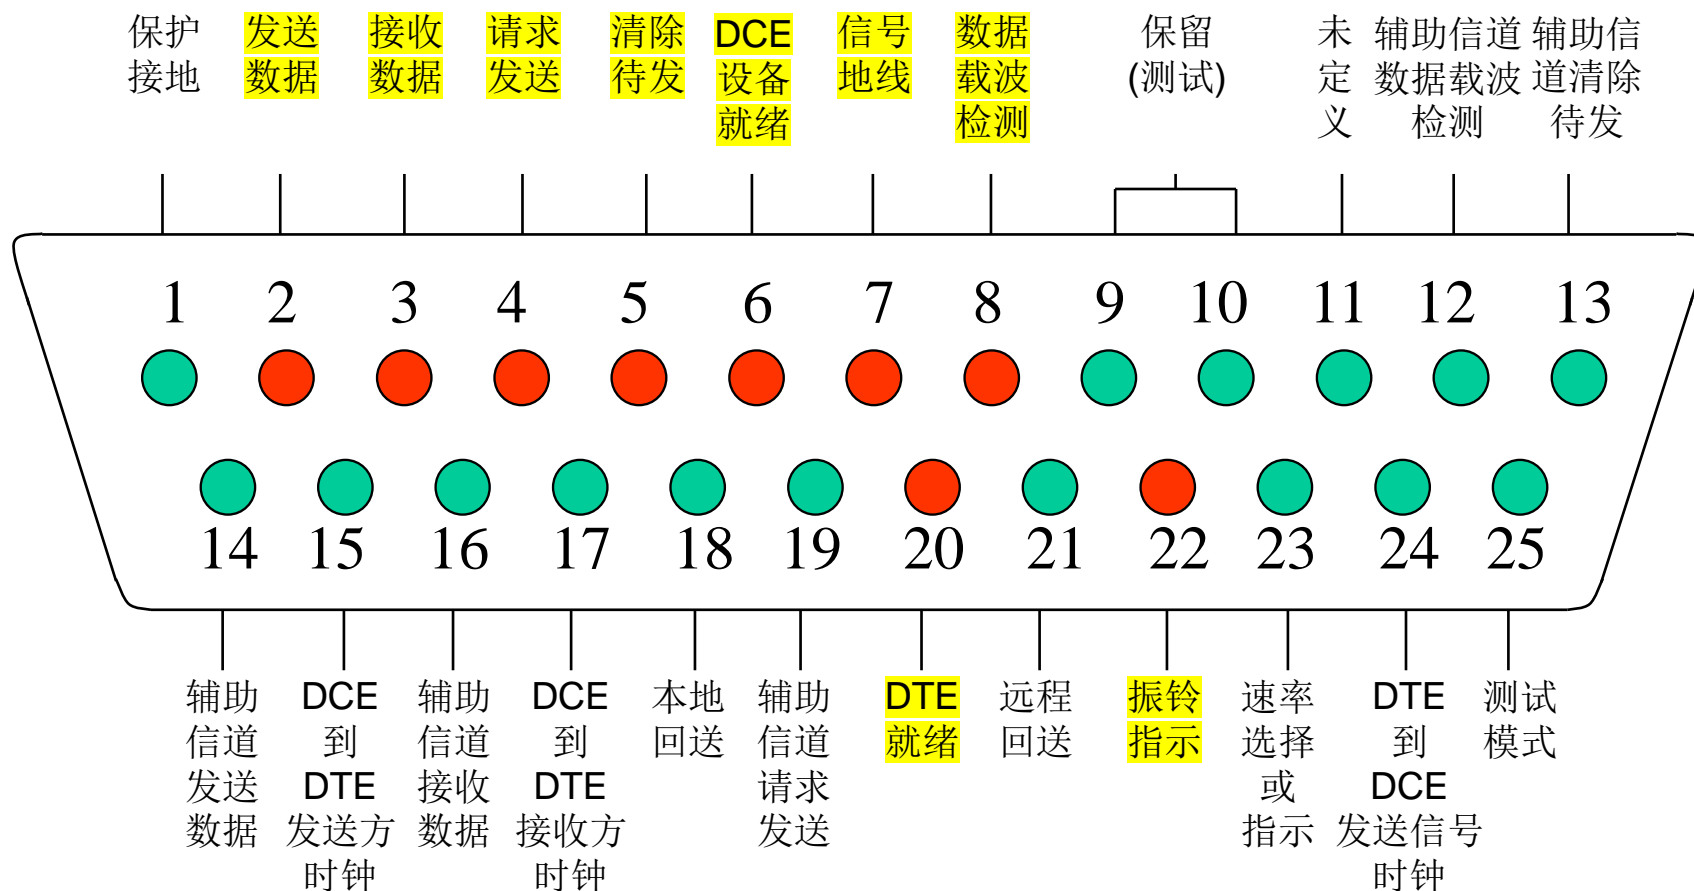 保护
接地
发送
数据
接收
数据
请求
发送
清除
待发
DCE
设备
就绪
信号
地线
数据
载波
检测
保留
(测试)
未
定
义
辅助信道
数据载波
检测
辅助信
道清除
待发
1 2 3 4 5 6 7 8 9 10 11 12 13
14 15 16 17 18 19 20 21 22 23 24 25
辅助
信道
发送
数据
DCE
到
DTE
发送方
时钟
辅助
信道
接收
数据
DCE
到
DTE
接收方
时钟
本地
回送
辅助
信道
请求
发送
DTE
就绪
远程
回送
振铃
指示
速率
选择
或
指示
DTE
到
DCE
发送信号
时钟
测试
模式